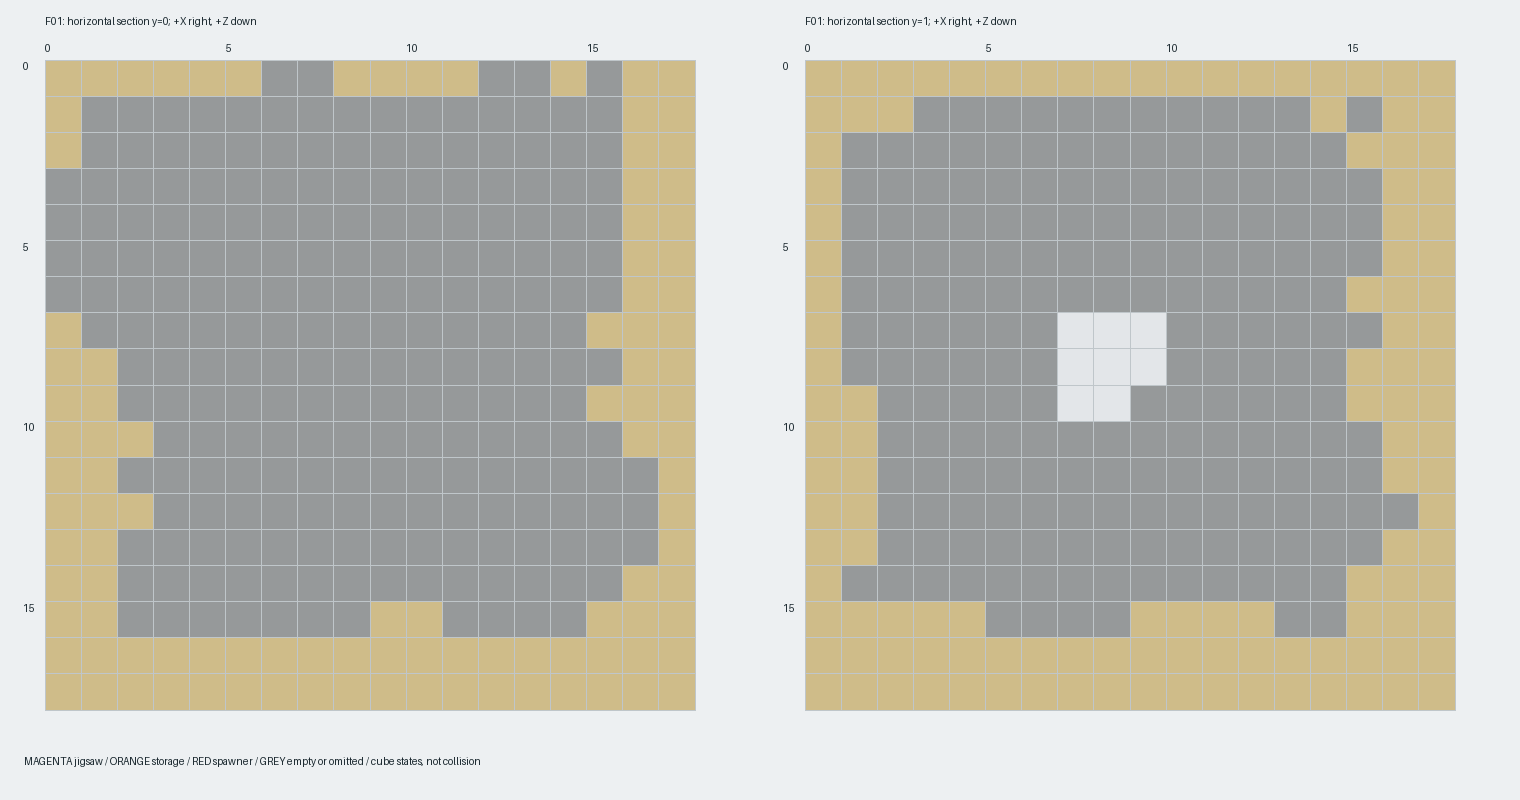 F01: horizontal section y=0; +X right, +Z down
F01: horizontal section y=1; +X right, +Z down
0 5 10 15
0 5 10 15
0
0
5
5
10
10
15
15
MAGENTA jigsaw / ORANGE storage / RED spawner / GREY empty or omitted / cube states, not collision